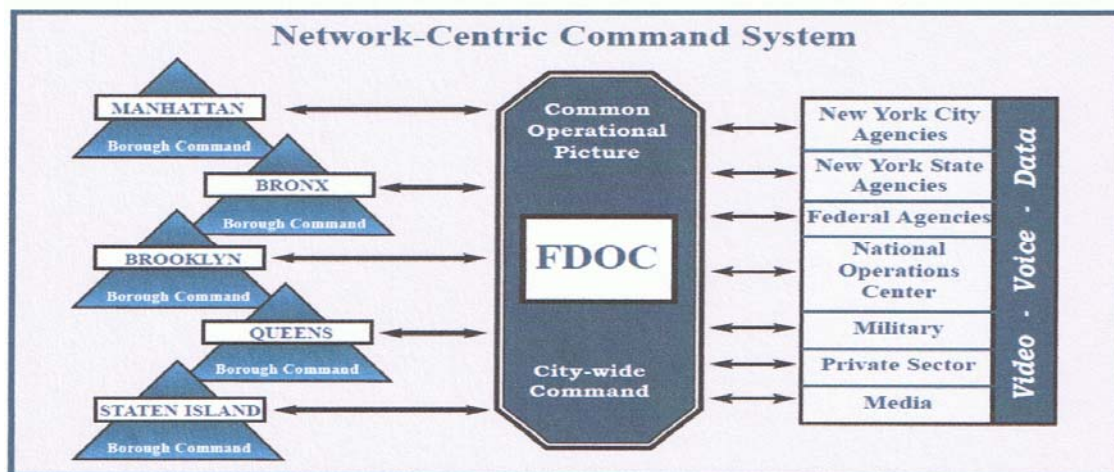 Network-Centric Command System
MANHATTAN
Borough Command
BRONX
Borough Command
BROOKLYN
Borough Command
QUEENS
Borough Command
STATEN ISLAND
Borough Command
Common
Operational
Picture
FDOC
City-wide
Command
New York City
Agencies
New York State
Agencies
Federal Agencies
National
Operations
Center
Military
Private Sector
Media
Video - Voice - Data